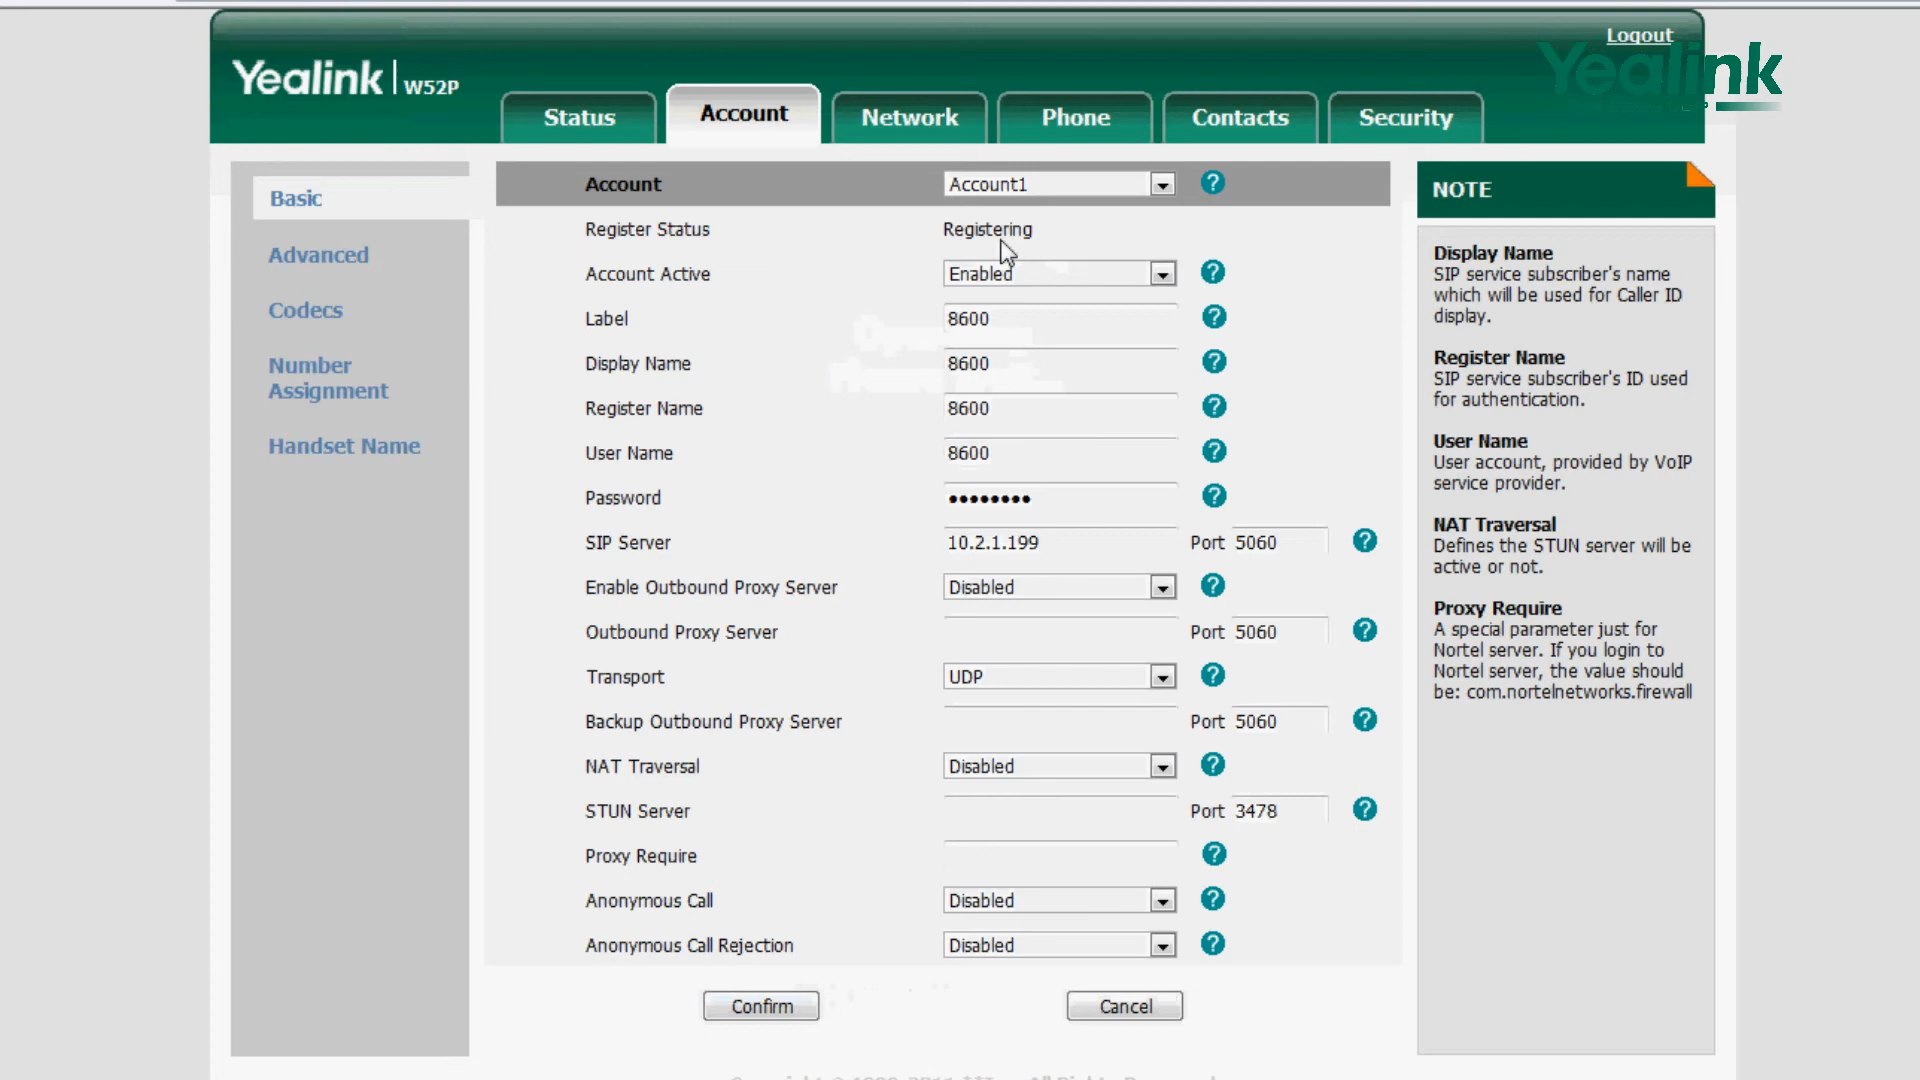 Logout
Yealink
Yealink W52P
Status
Account
Network
Phone
Contacts
Security
Basic
Advanced
Codecs
Number
Assignment
Handset Name
Account Account1
Register Status Registering
Account Active Enabled
Label 8600
Display Name 8600
Register Name 8600
User Name 8600
Password ••••••••
SIP Server 10.2.1.199 Port 5060
Enable Outbound Proxy Server Disabled
Outbound Proxy Server Port 5060
Transport UDP
Backup Outbound Proxy Server Port 5060
NAT Traversal Disabled
STUN Server Port 3478
Proxy Require
Anonymous Call Disabled
Anonymous Call Rejection Disabled
Confirm
Cancel
NOTE
Display Name
SIP service subscriber's name
which will be used for Caller ID
display.
Register Name
SIP service subscriber's ID used
for authentication.
User Name
User account, provided by VoIP
service provider.
NAT Traversal
Defines the STUN server will be
active or not.
Proxy Require
A special parameter just for
Nortel server. If you login to
Nortel server, the value should
be: com.nortelnetworks.firewall